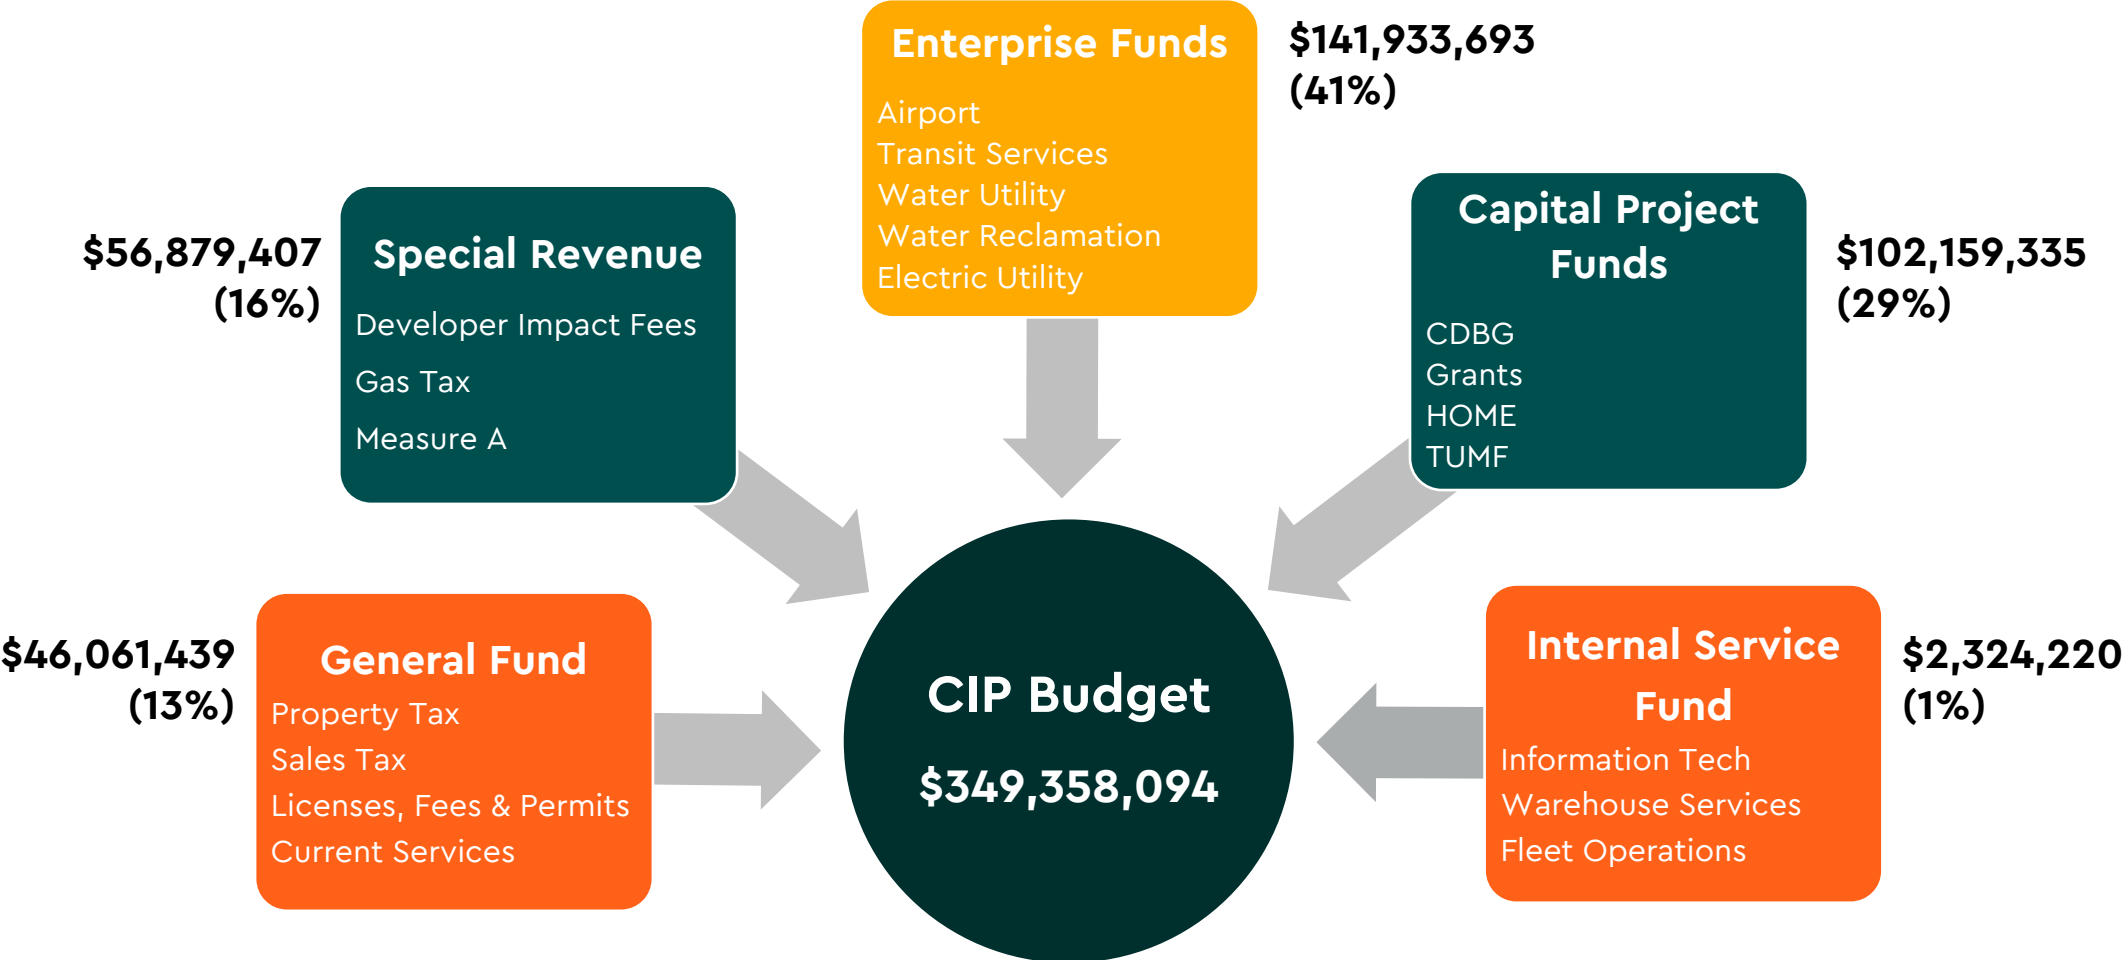 Enterprise Funds
Airport
Transit Services
Water Utility
Water Reclamation
Electric Utility
$141,933,693
(41%)
$56,879,407
(16%)
Special Revenue
Developer Impact Fees
Gas Tax
Measure A
Capital Project
Funds
CDBG
Grants
HOME
TUMF
$102,159,335
(29%)
$46,061,439
(13%)
General Fund
Property Tax
Sales Tax
Licenses, Fees & Permits
Current Services
CIP Budget
$349,358,094
Internal Service
Fund
Information Tech
Warehouse Services
Fleet Operations
$2,324,220
(1%)